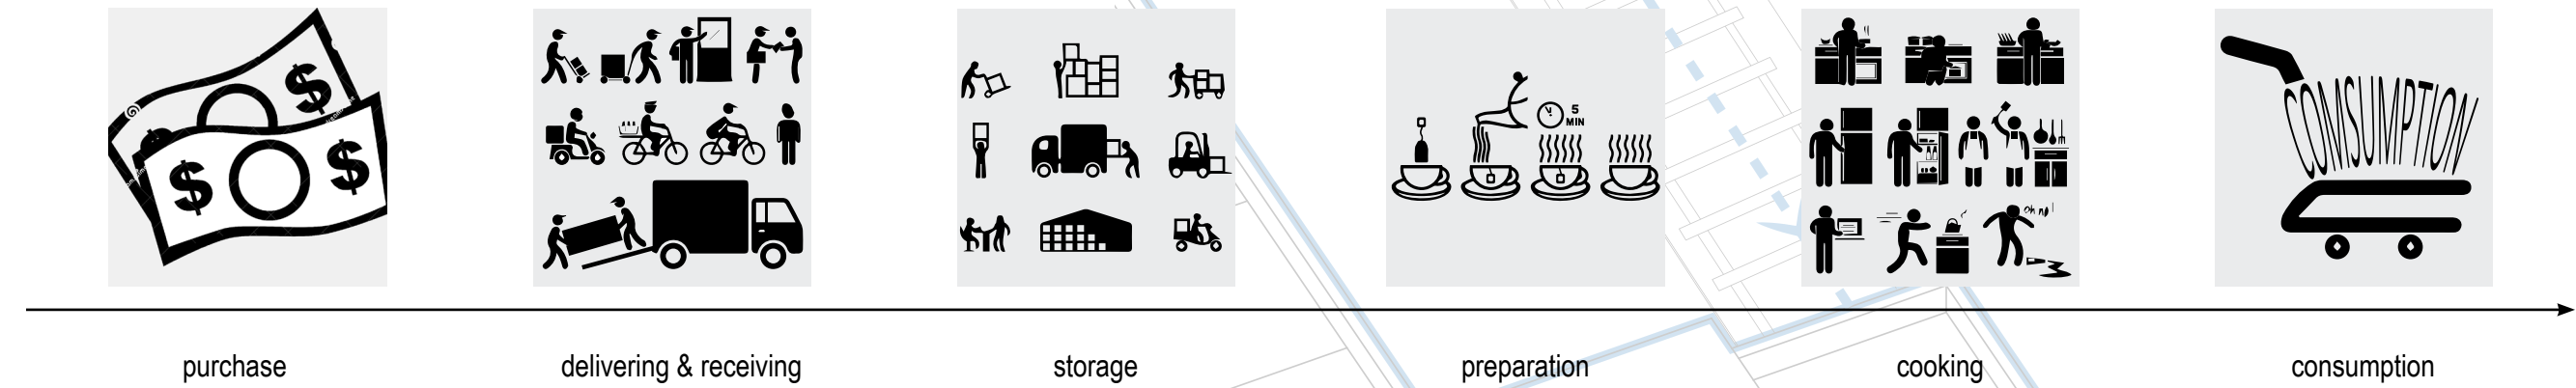 $
$ $
5
MIN
oh no!
CONSUMPTION
purchase
delivering & receiving
storage
preparation
cooking
consumption